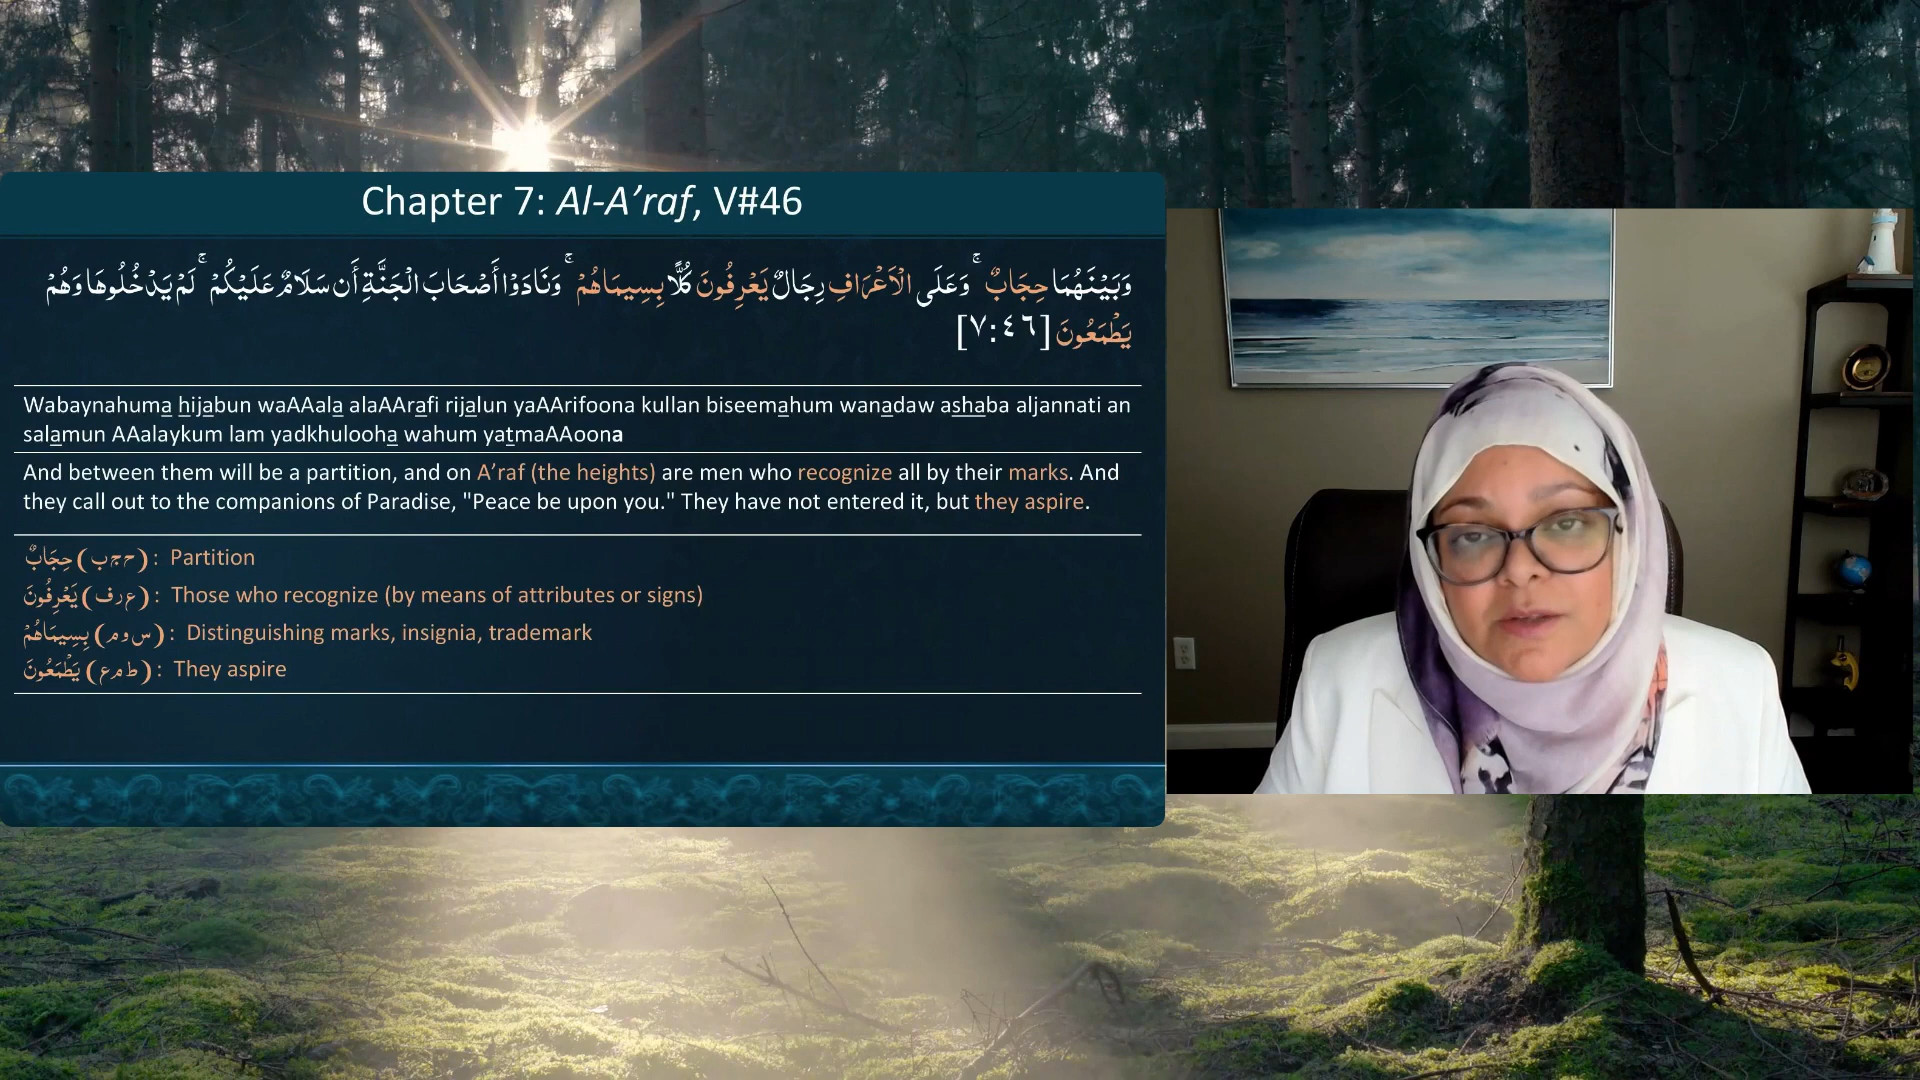 Chapter 7: Al-A’raf, V#46
وَبَيْنَهُمَا حِجَابٌ ۚ وَعَلَى الْأَعْرَافِ رِجَالٌ يَعْرِفُونَ كُلًّا بِسِيمَاهُمْ ۚ وَنَادَوْا أَصْحَابَ الْجَنَّةِ أَن سَلَامٌ عَلَيْكُمْ ۚ لَمْ يَدْخُلُوهَا وَهُمْ
يَطْمَعُونَ [٧:٤٦]
Wabaynahuma hijabun waAAala alaAArafi rijalun yaAArifoona kullan biseemahum wanadaw ashaba aljannati an
salamun AAalaykum lam yadkhulooha wahum yatmaAAoona
And between them will be a partition, and on A’raf (the heights) are men who recognize all by their marks. And
they call out to the companions of Paradise, "Peace be upon you." They have not entered it, but they aspire.
حِجَابٌ (ح ج ب) : Partition
يَعْرِفُونَ (ع ر ف) : Those who recognize (by means of attributes or signs)
بِسِيمَاهُمْ (س و م) : Distinguishing marks, insignia, trademark
يَطْمَعُونَ (ط م ع) : They aspire